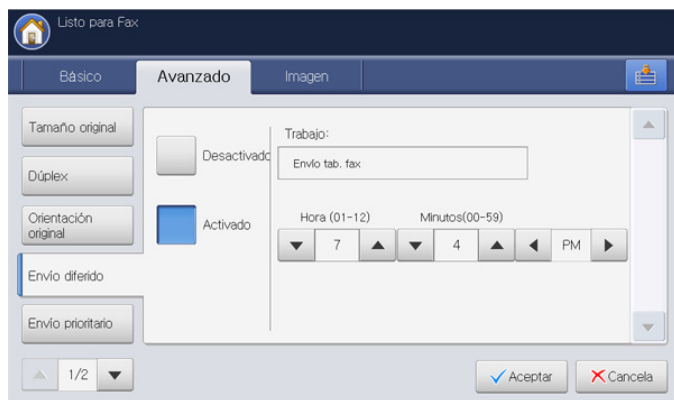 Listo para Fax
Básico
Avanzado
Imagen
Tamaño original
Dúplex
Orientación
original
Envío diferido
Envío prioritario
1/2
Desactivado
Activado
Trabajo:
Envío tab. fax
Hora (01-12)
Minutos(00-59)
7
4
PM
Aceptar
Cancela